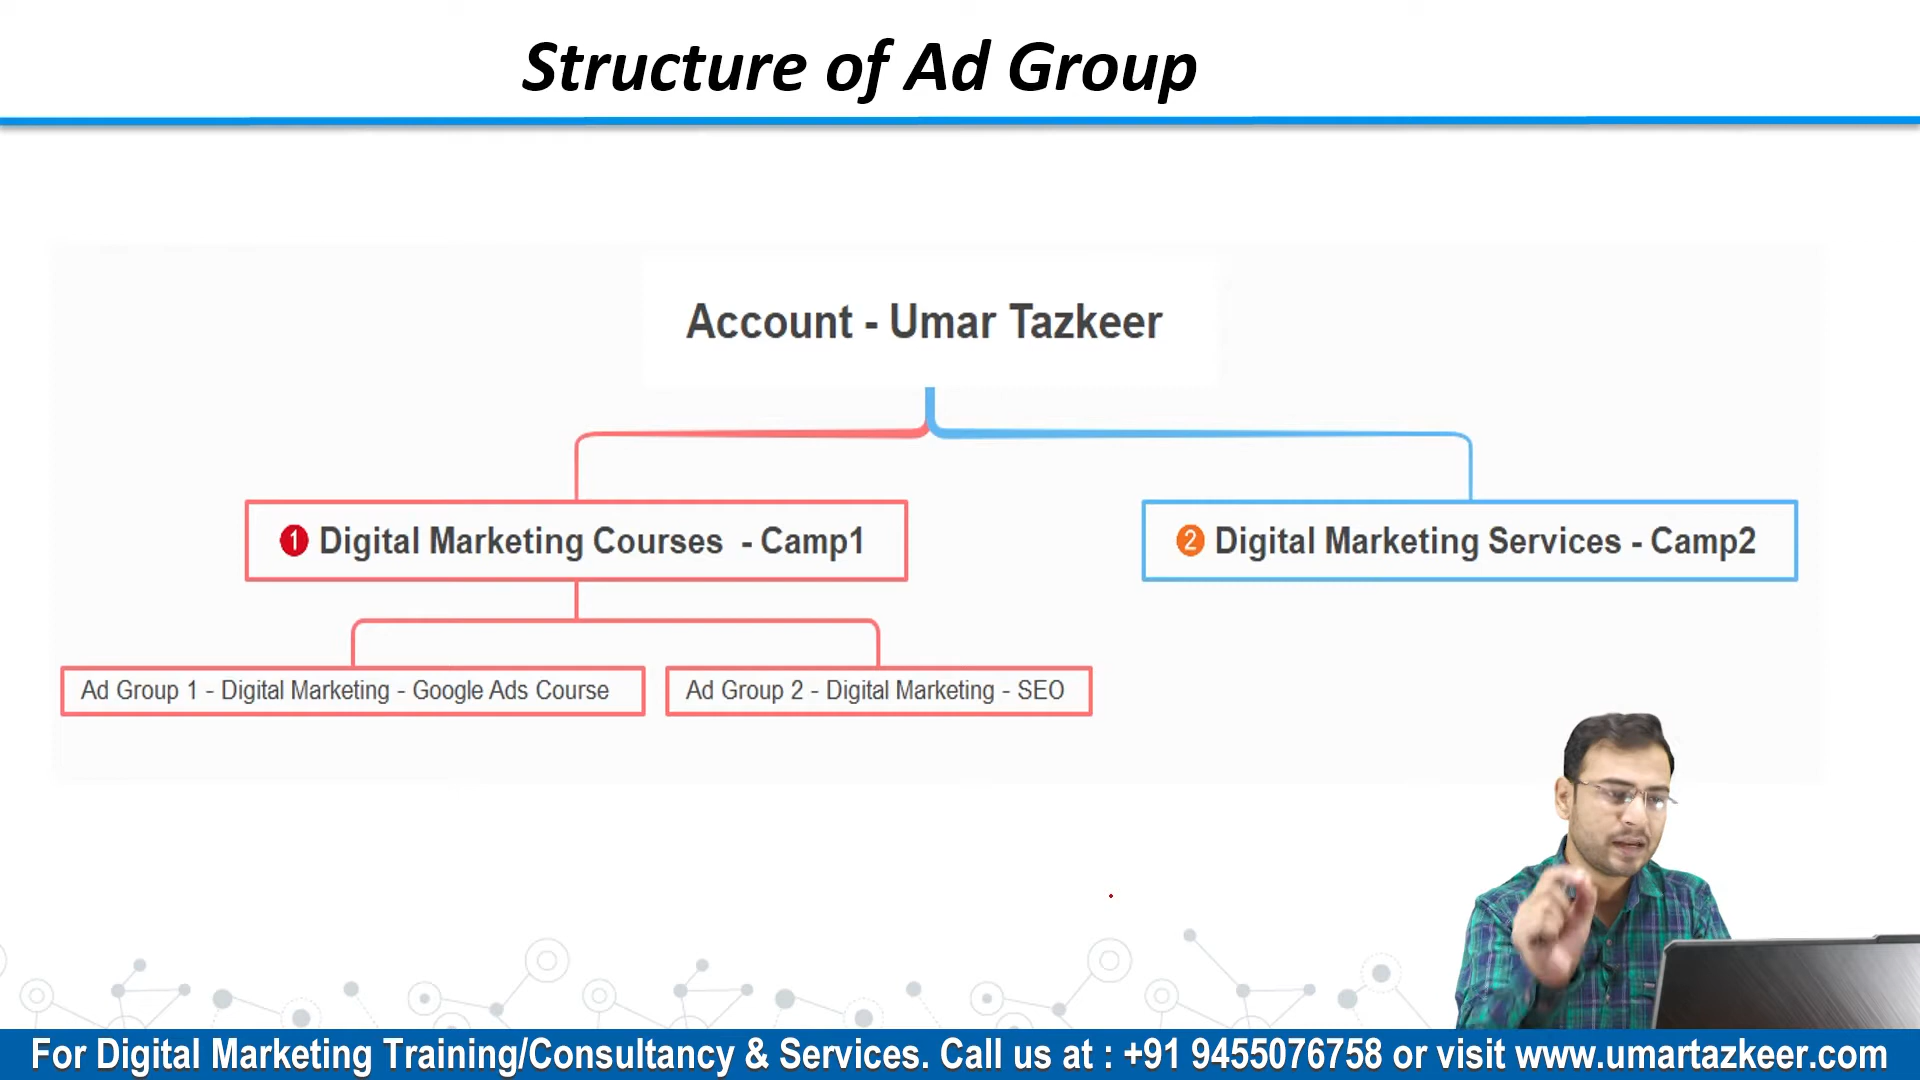 Structure of Ad Group
Account - Umar Tazkeer
1 Digital Marketing Courses - Camp1
2 Digital Marketing Services - Camp2
Ad Group 1 - Digital Marketing - Google Ads Course
Ad Group 2 - Digital Marketing - SEO
For Digital Marketing Training/Consultancy & Services. Call us at : +91 9455076758 or visit www.umartazkeer.com